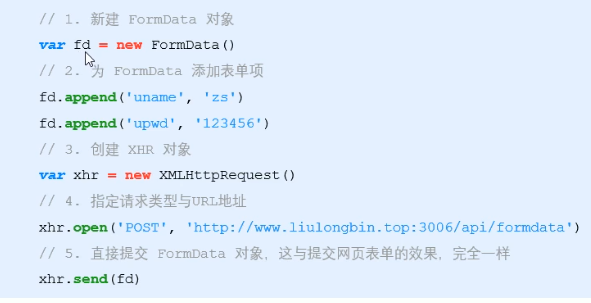 // 1. 新建 FormData 对象
var fd = new FormData()
// 2. 为 FormData 添加表单项
fd.append('uname', 'zs')
fd.append('upwd', '123456')
// 3. 创建 XHR 对象
var xhr = new XMLHttpRequest()
// 4. 指定请求类型与URL地址
xhr.open('POST', 'http://www.liulongbin.top:3006/api/formdata')
// 5. 直接提交 FormData 对象，这与提交网页表单的效果，完全一样
xhr.send(fd)